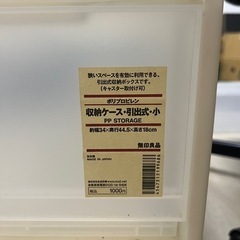 狭いスペースを有効に利用できる、
引出式収納ボックスです。
(キャスター取付け可)
ポリプロピレン
収納ケース・引出式・小
PP STORAGE
約幅34×奥行44.5×高さ18cm
無印良品
MADE IN JAPAN
税込 1000円